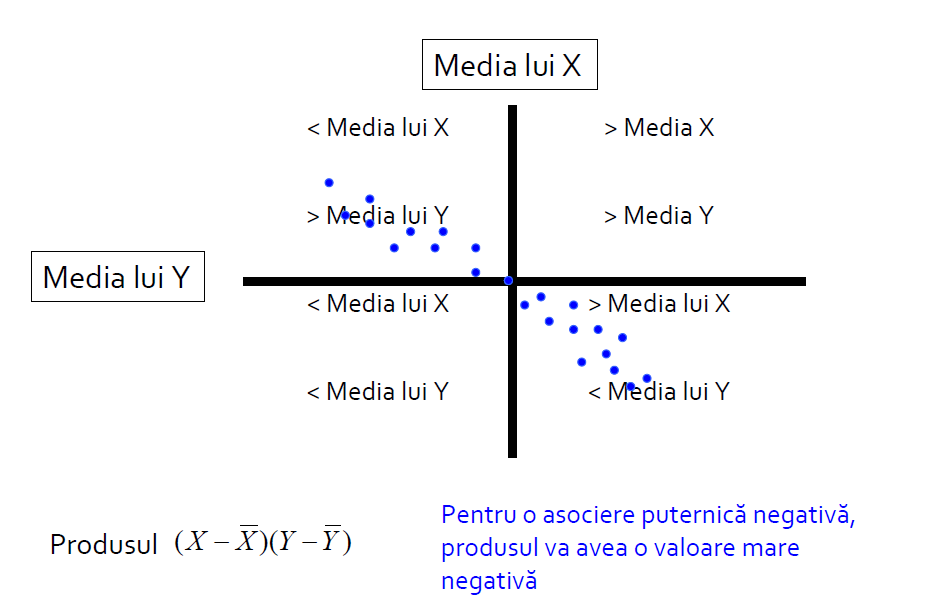 Media lui X
< Media lui X
> Media X
> Media lui Y
> Media Y
Media lui Y
< Media lui X
> Media lui X
< Media lui Y
< Media lui Y
Produsul (X − X̅)(Y − Y̅)
Pentru o asociere puternică negativă,
produsul va avea o valoare mare
negativă